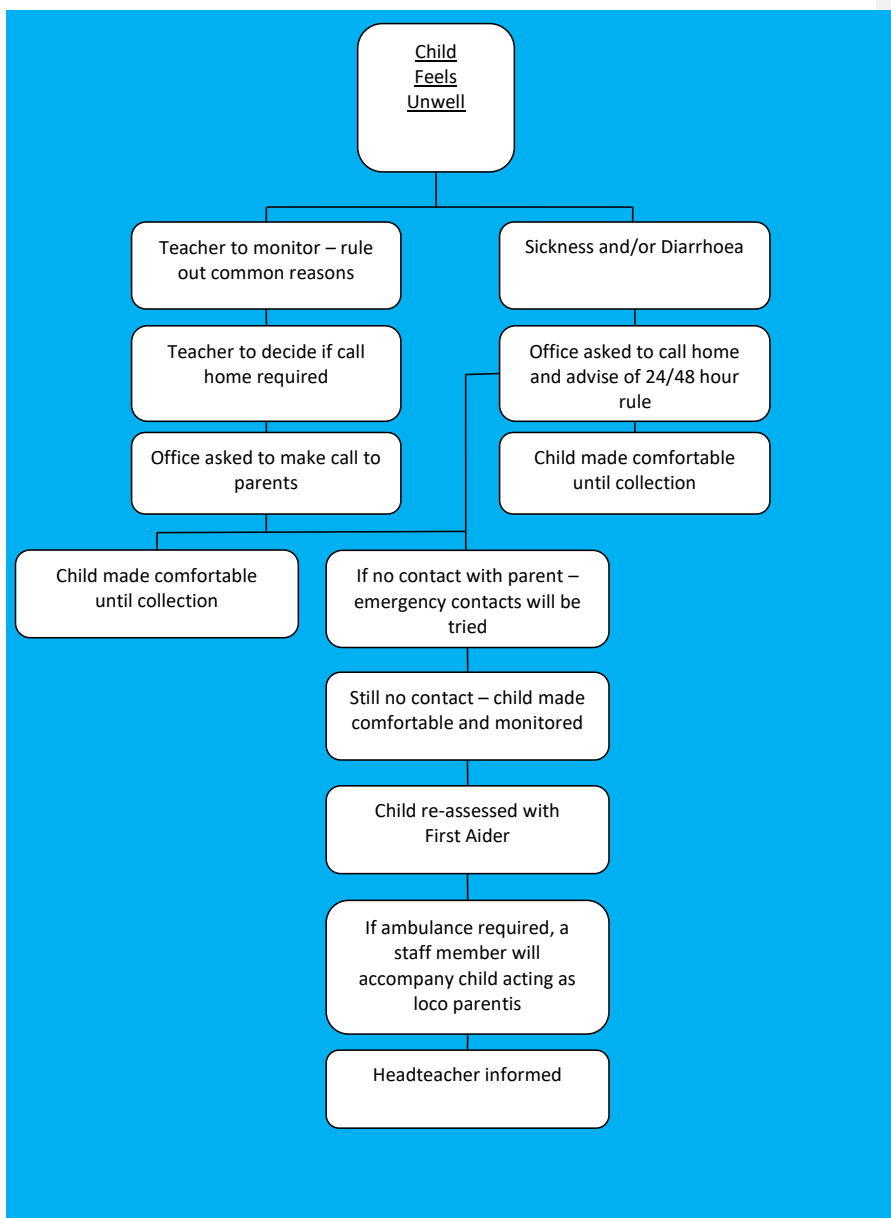 Child
Feels
Unwell
Teacher to monitor – rule
out common reasons
Sickness and/or Diarrhoea
Teacher to decide if call
home required
Office asked to call home
and advise of 24/48 hour
rule
Office asked to make call to
parents
Child made comfortable
until collection
Child made comfortable
until collection
If no contact with parent –
emergency contacts will be
tried
Still no contact – child made
comfortable and monitored
Child re-assessed with
First Aider
If ambulance required, a
staff member will
accompany child acting as
loco parentis
Headteacher informed